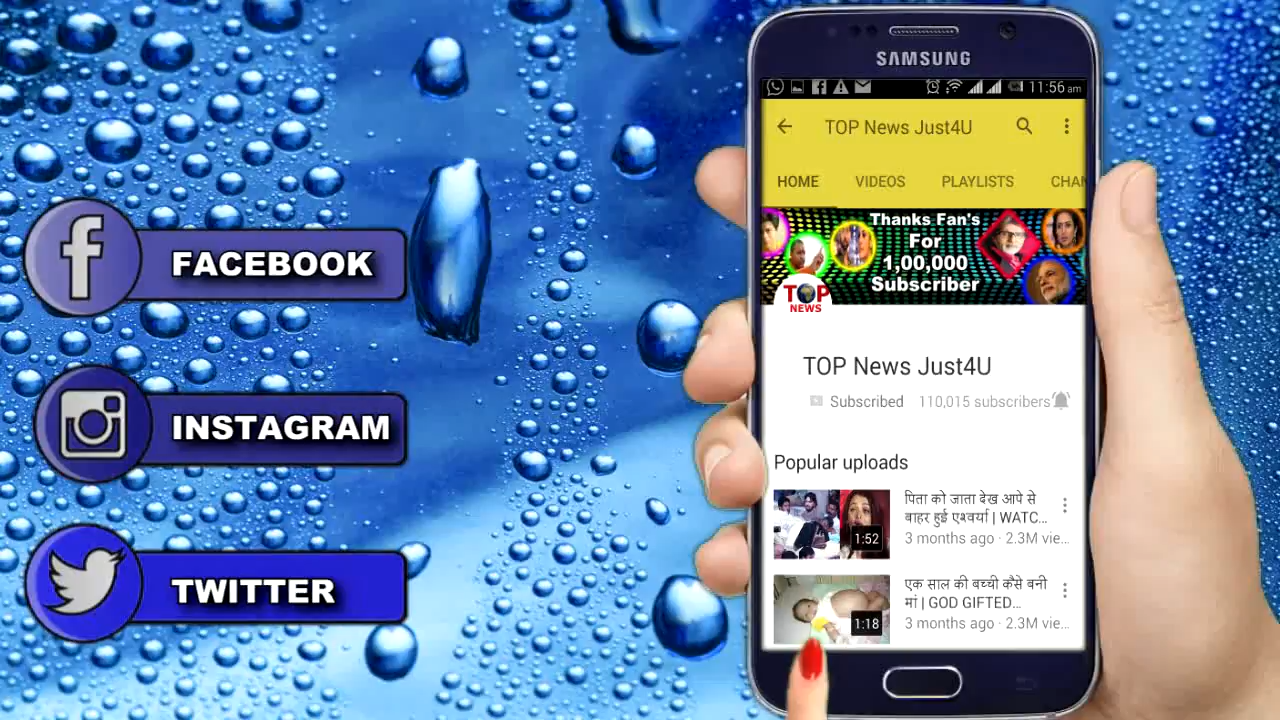 FACEBOOK
INSTAGRAM
TWITTER
SAMSUNG
11:56 am
TOP News Just4U
HOME VIDEOS PLAYLISTS CHAN
Thanks Fan's
For
1,00,000
Subscriber
TOP
NEWS
TOP News Just4U
Subscribed 110,015 subscribers
Popular uploads
पिता को जाता देख आपे से
बाहर हुई एश्वर्या | WATC...
3 months ago · 2.3M vie...
1:52
एक साल की बच्ची कैसे बनी
मां | GOD GIFTED...
3 months ago · 2.3M vie...
1:18